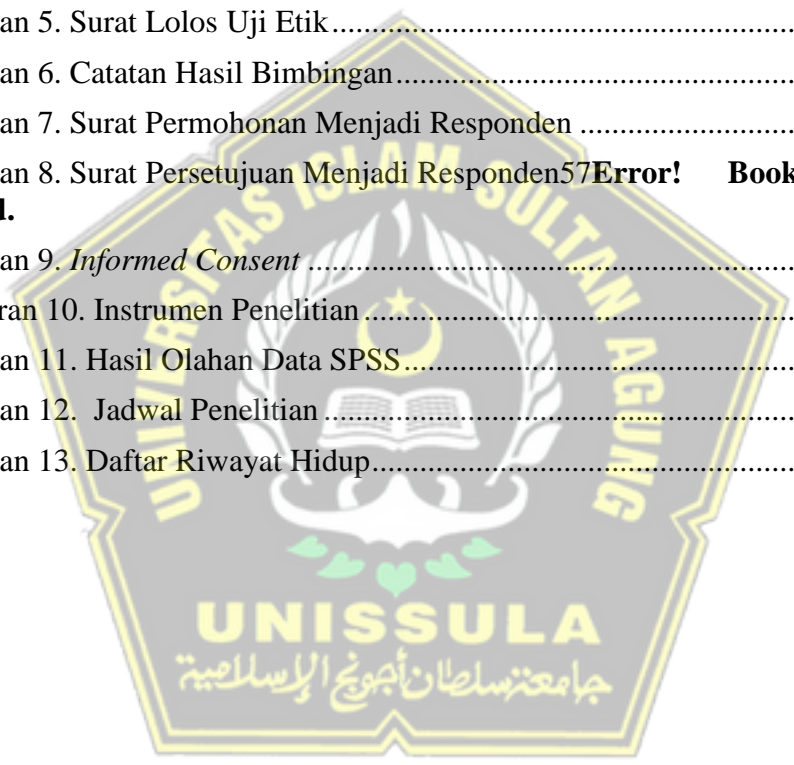 an 5. Surat Lolos Uji Etik....................................................................
an 6. Catatan Hasil Bimbingan............................................................
an 7. Surat Permohonan Menjadi Responden ................................
an 8. Surat Persetujuan Menjadi Responden57Error! Book
d.
an 9. Informed Consent .......................................................................
ran 10. Instrumen Penelitian................................................................
an 11. Hasil Olahan Data SPSS..........................................................
an 12.  Jadwal Penelitian ......................................................................
an 13. Daftar Riwayat Hidup...............................................................
UNIVERSITAS ISLAM SULTAN AGUNG
UNISSULA
جامعة سلطان أجونج الإسلامية